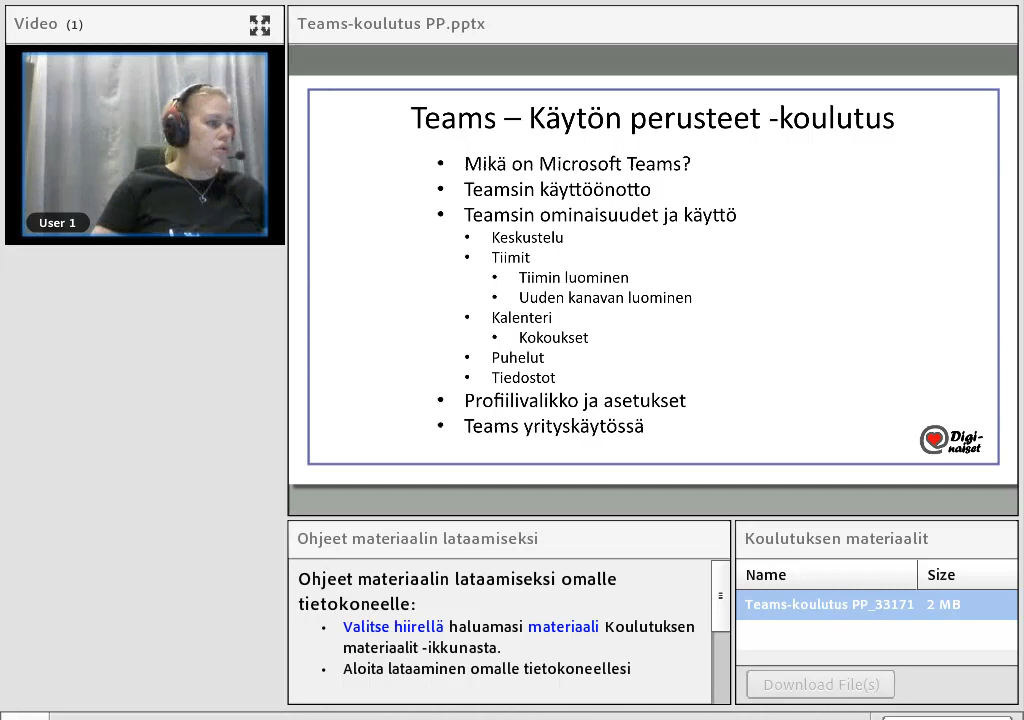 Video (1)
User 1
Teams-koulutus PP.pptx
Teams – Käytön perusteet -koulutus
• Mikä on Microsoft Teams?
• Teamsin käyttöönotto
• Teamsin ominaisuudet ja käyttö
• Keskustelu
• Tiimit
• Tiimin luominen
• Uuden kanavan luominen
• Kalenteri
• Kokoukset
• Puhelut
• Tiedostot
• Profiilivalikko ja asetukset
• Teams yrityskäytössä
Digi-
naiset
Ohjeet materiaalin lataamiseksi
Ohjeet materiaalin lataamiseksi omalle
tietokoneelle:
• Valitse hiirellä haluamasi materiaali Koulutuksen
materiaalit -ikkunasta.
• Aloita lataaminen omalle tietokoneellesi
Koulutuksen materiaalit
Name Size
Teams-koulutus PP_33171 2 MB
Download File(s)